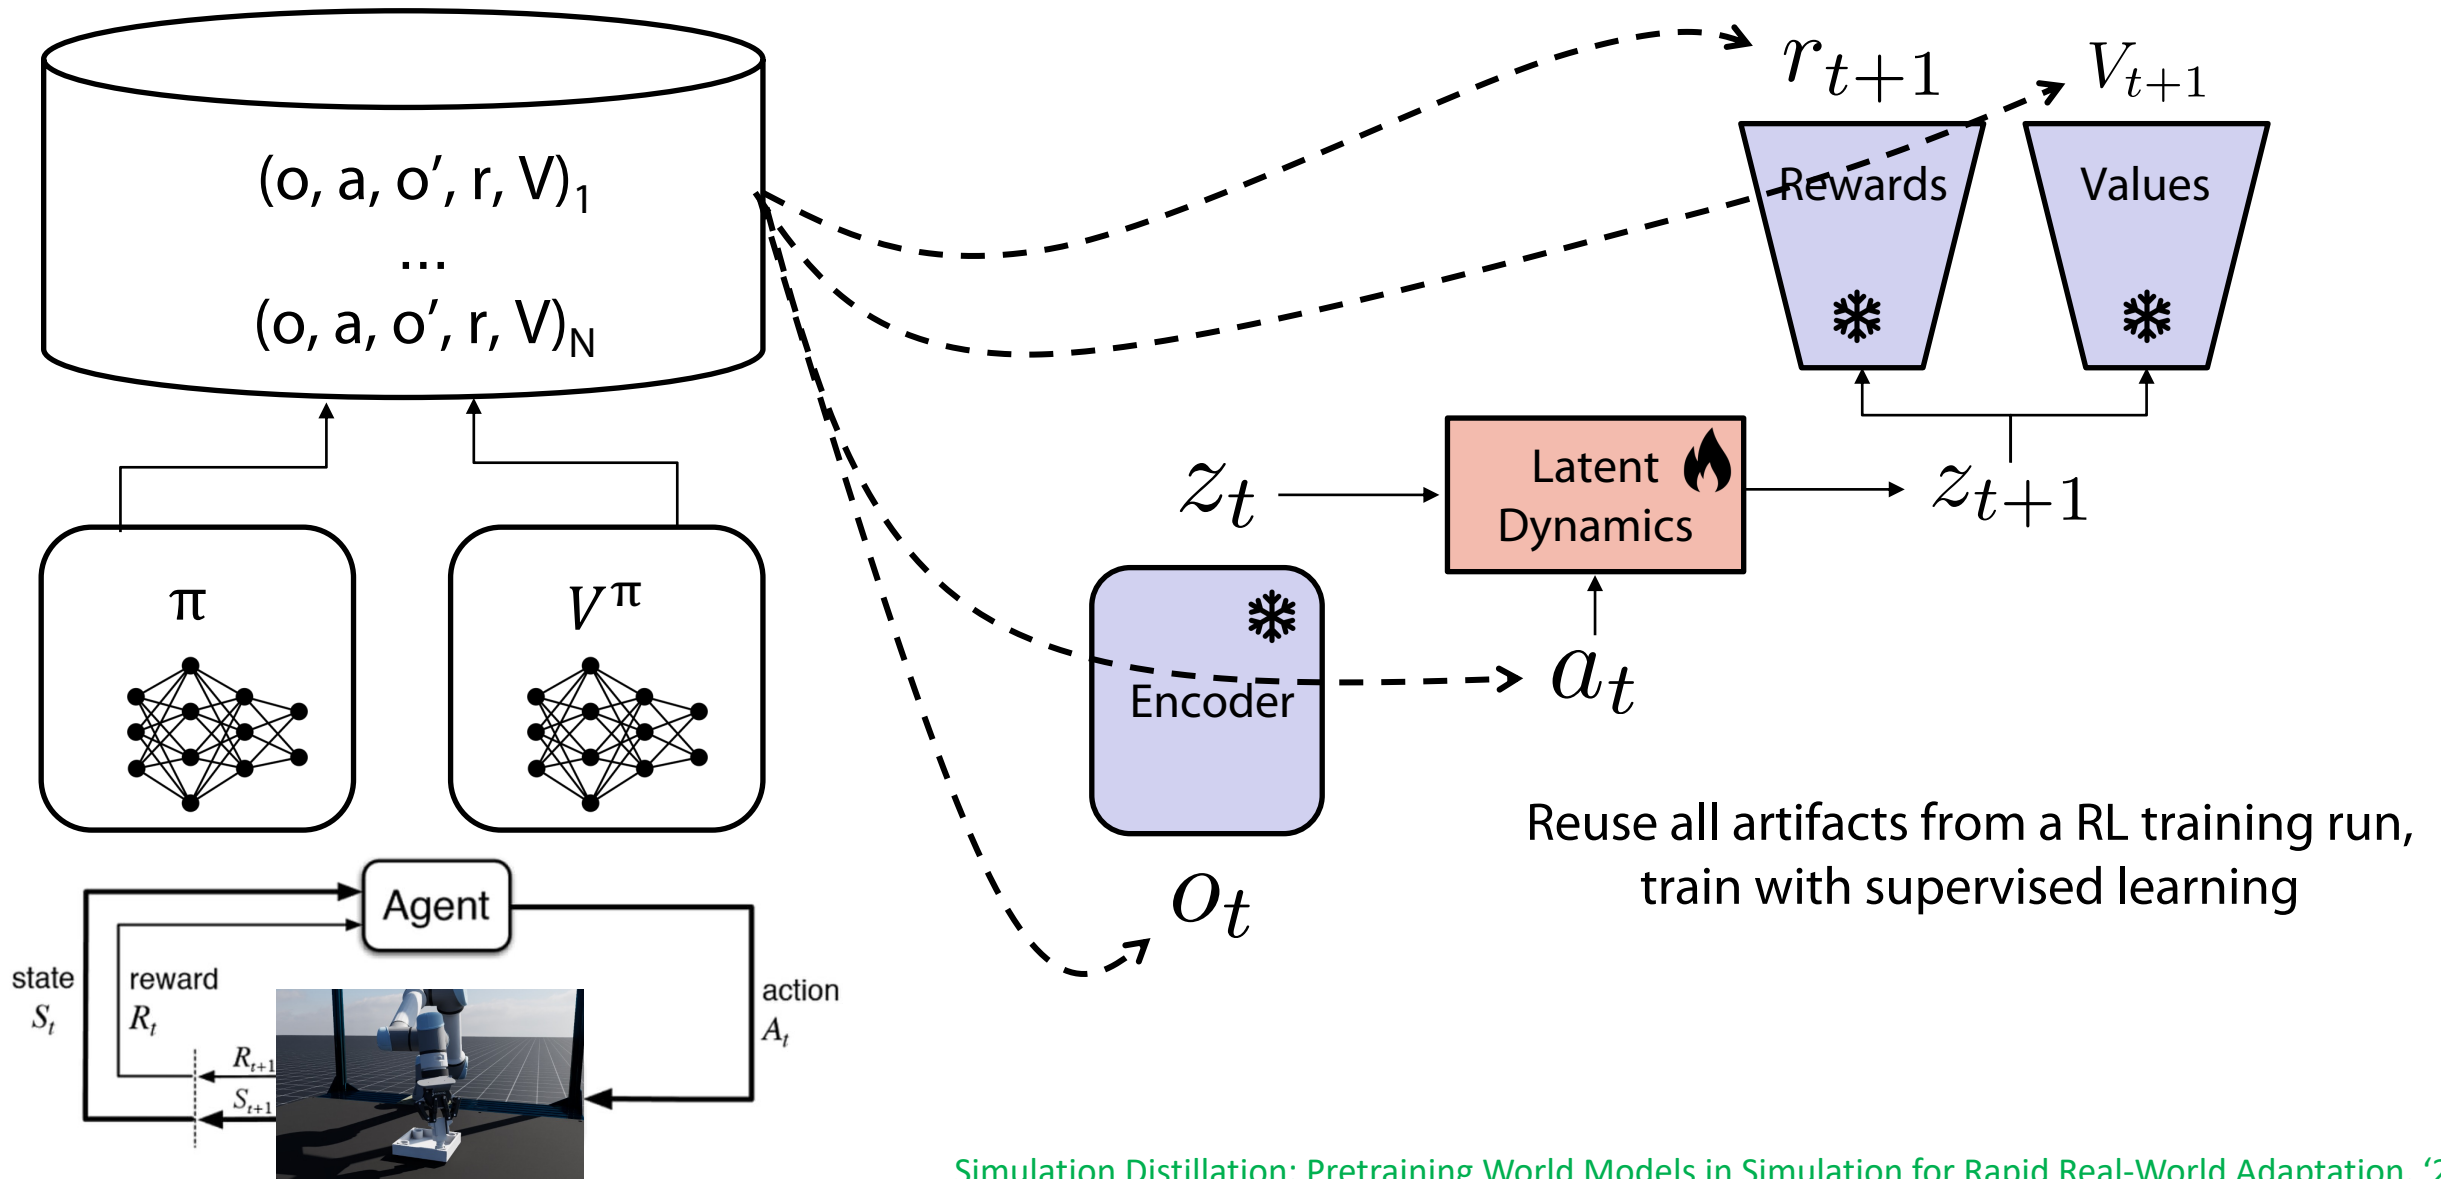 (o, a, o′, r, V)₁
...
(o, a, o′, r, V)_N
π
V^π
Agent
state
S_t
reward
R_t
R_{t+1}
S_{t+1}
action
A_t
r_{t+1}
V_{t+1}
Rewards
Values
z_t
Latent
Dynamics
z_{t+1}
Encoder
a_t
o_t
Reuse all artifacts from a RL training run,
train with supervised learning
Simulation Distillation: Pretraining World Models in Simulation for Rapid Real-World Adaptation, ‘2